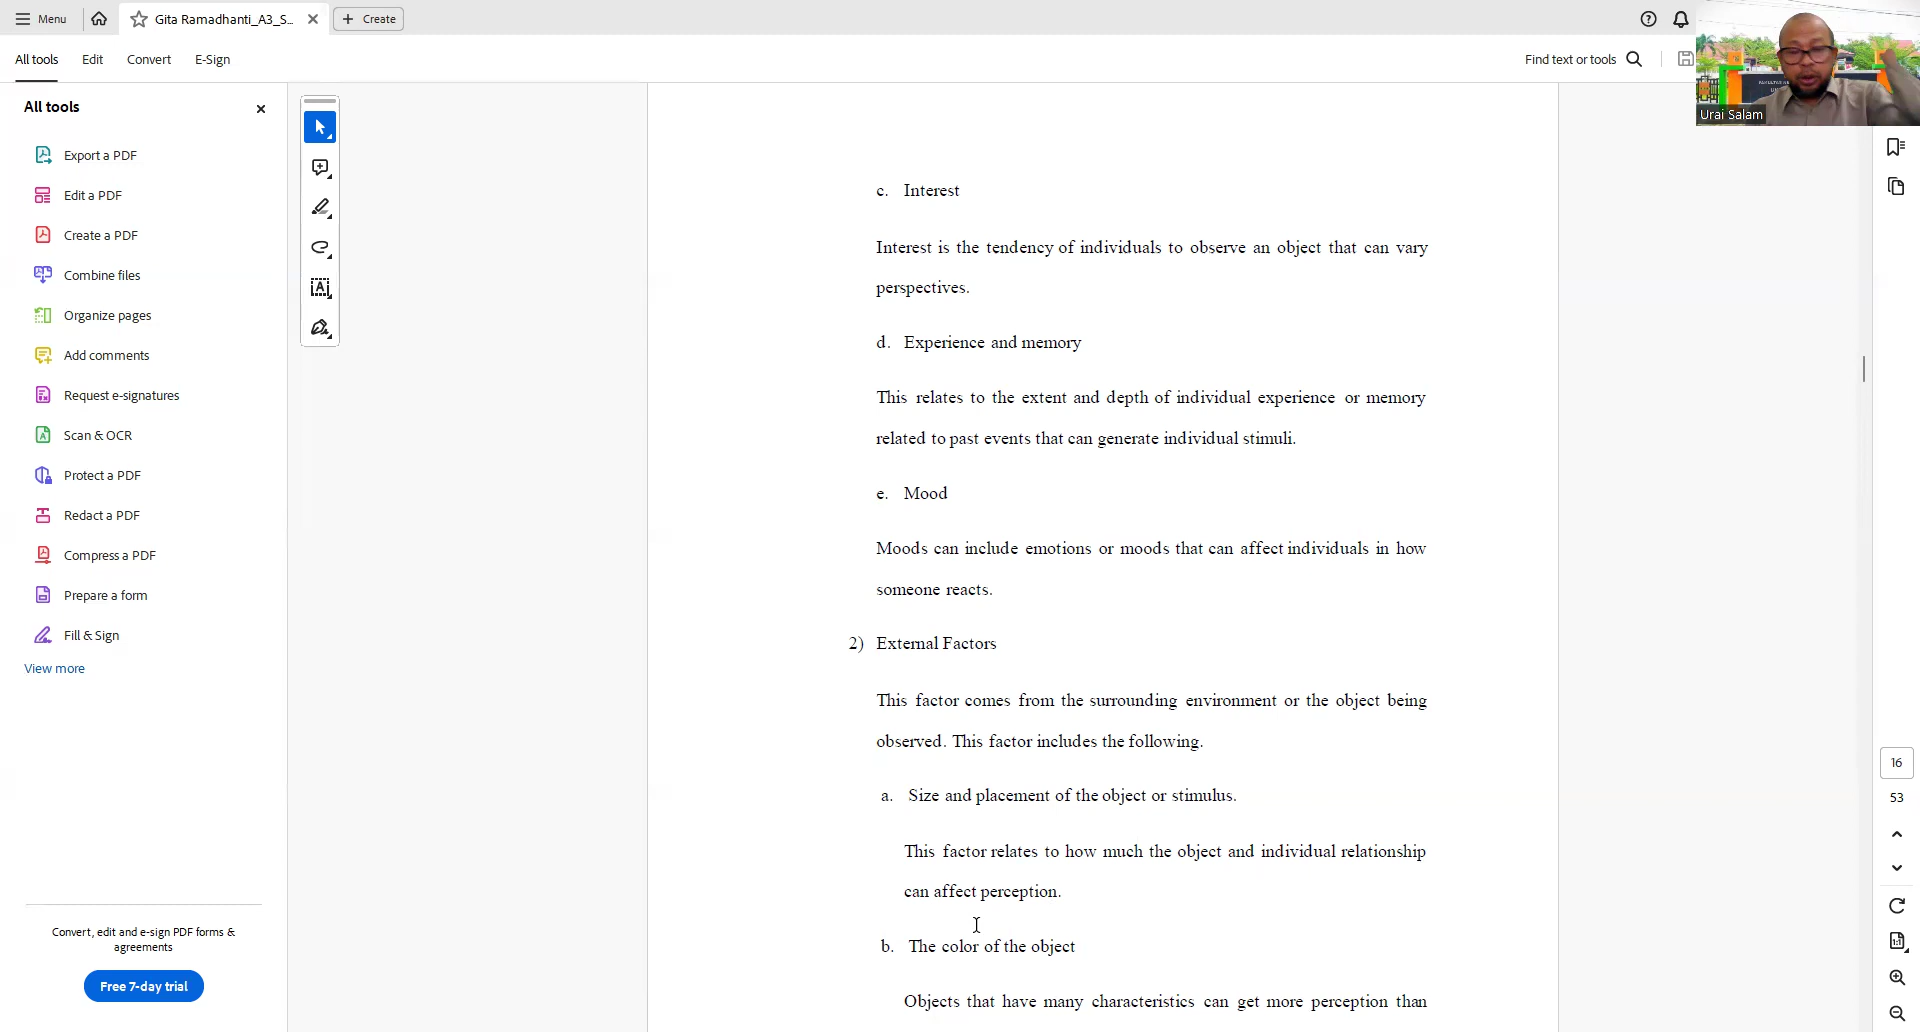 Menu
Gita Ramadhanti_A3_S...
Create
All tools
Edit
Convert
E-Sign
Find text or tools
Urai Salam
All tools
Export a PDF
Edit a PDF
Create a PDF
Combine files
Organize pages
Add comments
Request e-signatures
Scan & OCR
Protect a PDF
Redact a PDF
Compress a PDF
Prepare a form
Fill & Sign
View more
Convert, edit and e-sign PDF forms &
agreements
Free 7-day trial
c. Interest
Interest is the tendency of individuals to observe an object that can vary
perspectives.
d. Experience and memory
This relates to the extent and depth of individual experience or memory
related to past events that can generate individual stimuli.
e. Mood
Moods can include emotions or moods that can affect individuals in how
someone reacts.
2) External Factors
This factor comes from the surrounding environment or the object being
observed. This factor includes the following.
a. Size and placement of the object or stimulus.
This factor relates to how much the object and individual relationship
can affect perception.
b. The color of the object
Objects that have many characteristics can get more perception than
16
53
1:1